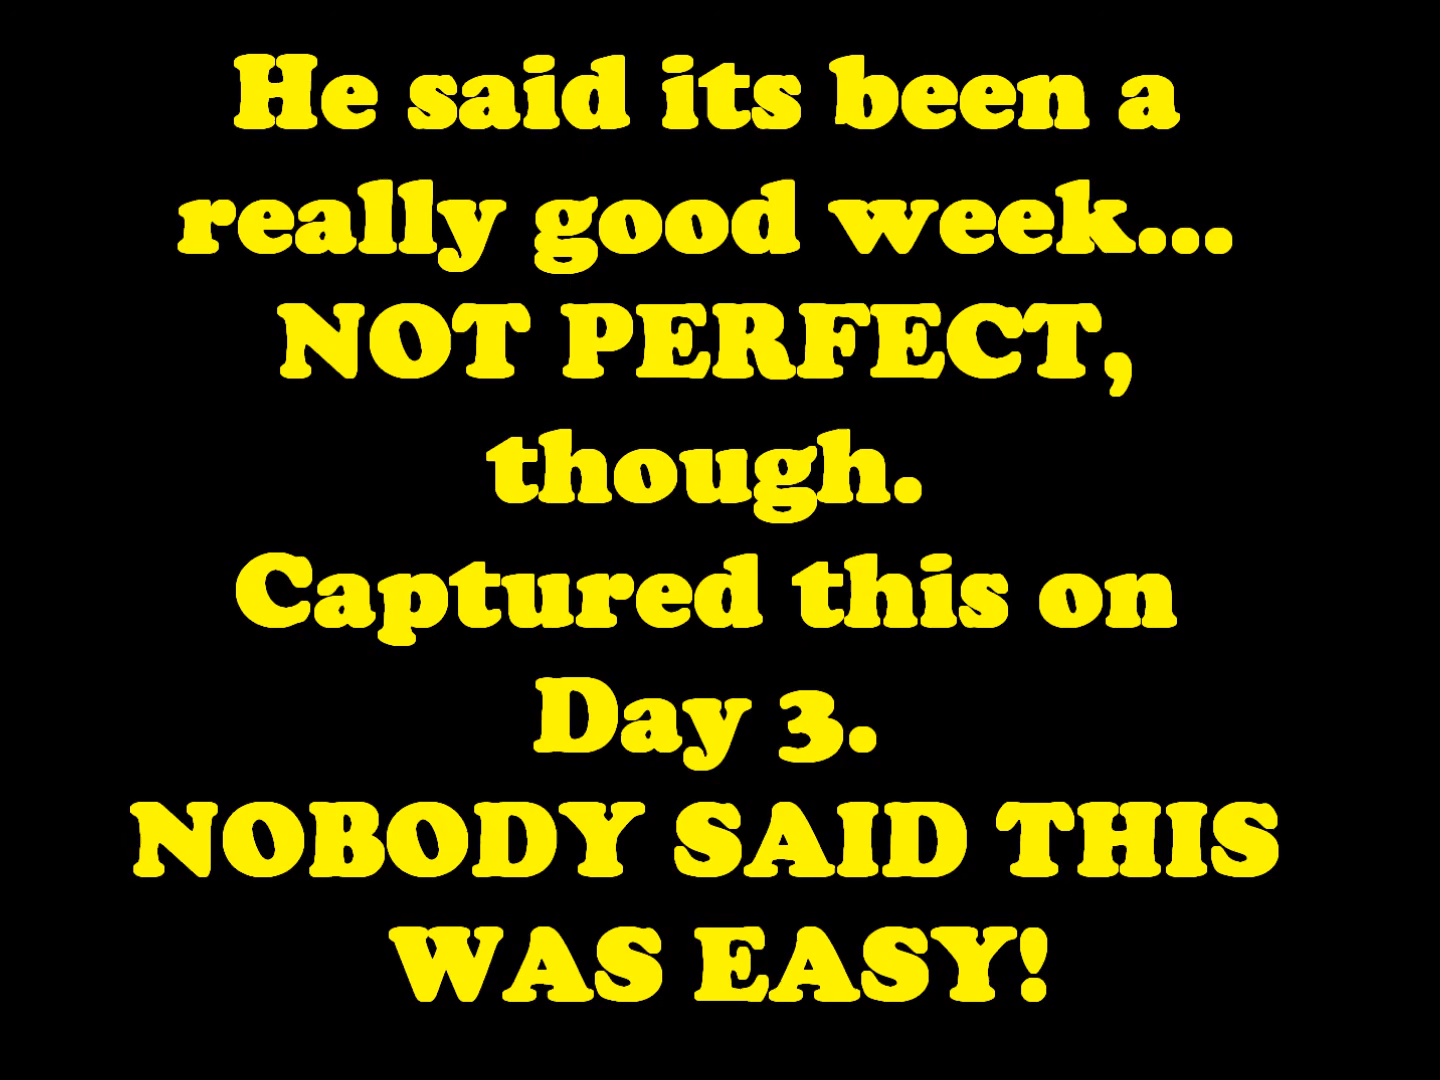 He said its been a
really good week...
NOT PERFECT,
though.
Captured this on
Day 3.
NOBODY SAID THIS
WAS EASY!